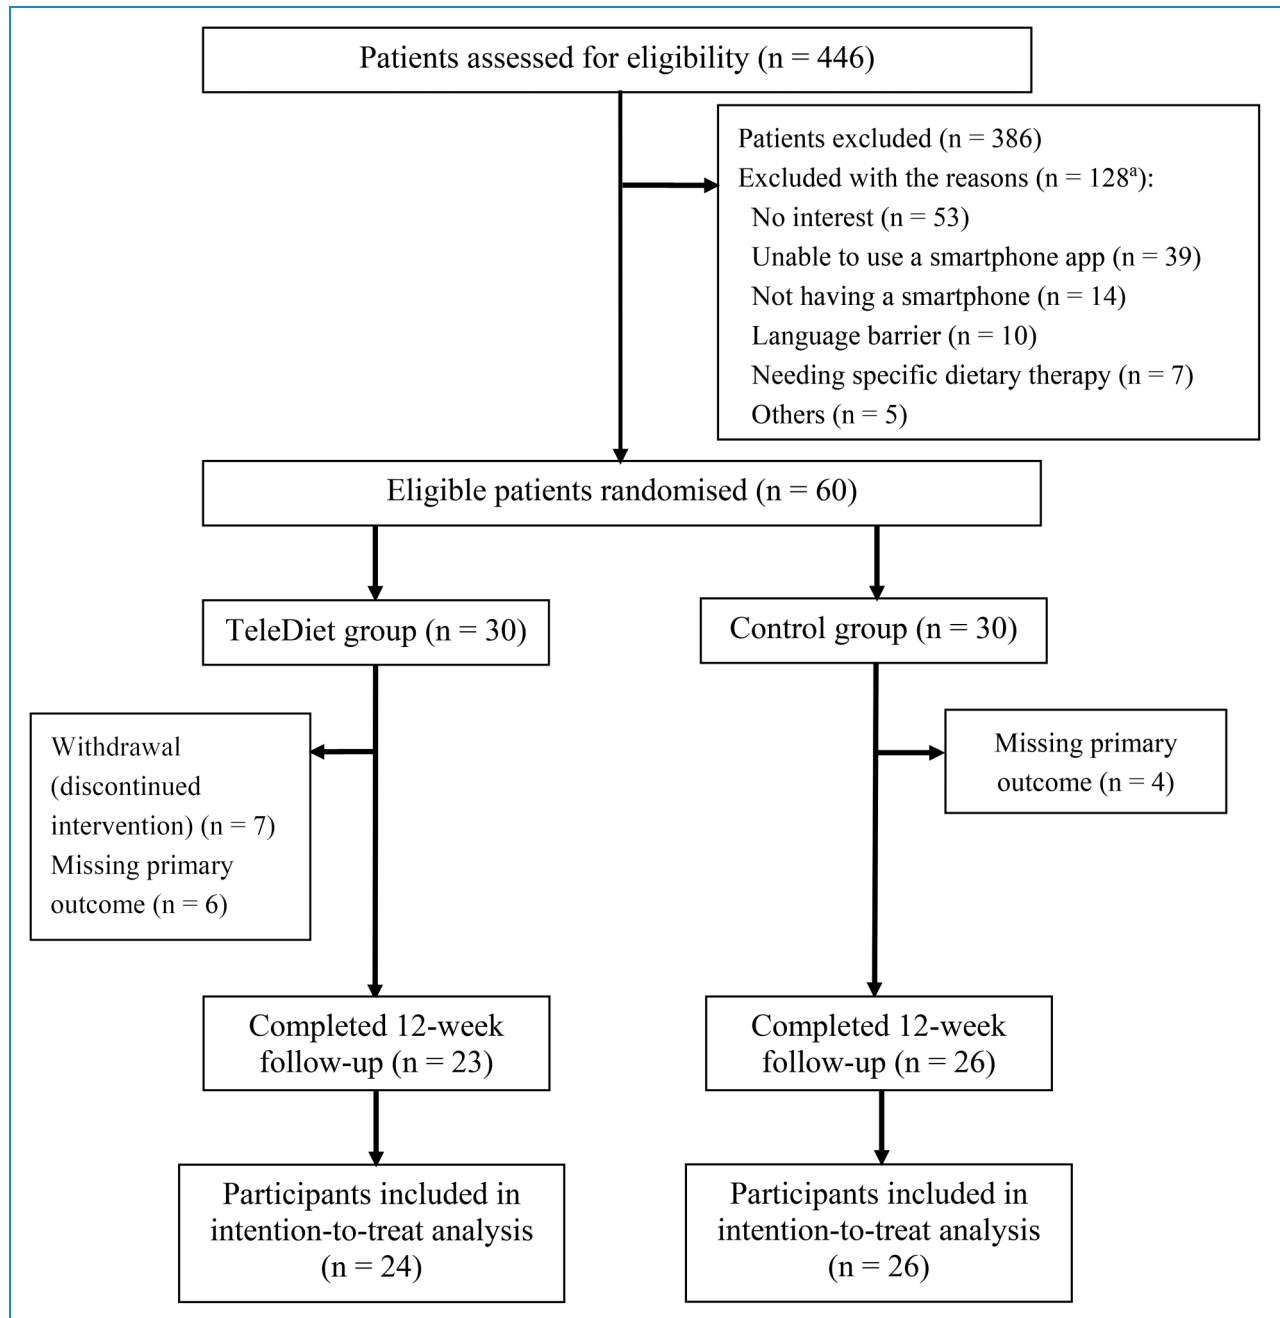 Patients assessed for eligibility (n = 446)
Patients excluded (n = 386)
Excluded with the reasons (n = 128ª):
No interest (n = 53)
Unable to use a smartphone app (n = 39)
Not having a smartphone (n = 14)
Language barrier (n = 10)
Needing specific dietary therapy (n = 7)
Others (n = 5)
Eligible patients randomised (n = 60)
TeleDiet group (n = 30)
Control group (n = 30)
Withdrawal
(discontinued
intervention) (n = 7)
Missing primary
outcome (n = 6)
Missing primary
outcome (n = 4)
Completed 12-week
follow-up (n = 23)
Completed 12-week
follow-up (n = 26)
Participants included in
intention-to-treat analysis
(n = 24)
Participants included in
intention-to-treat analysis
(n = 26)